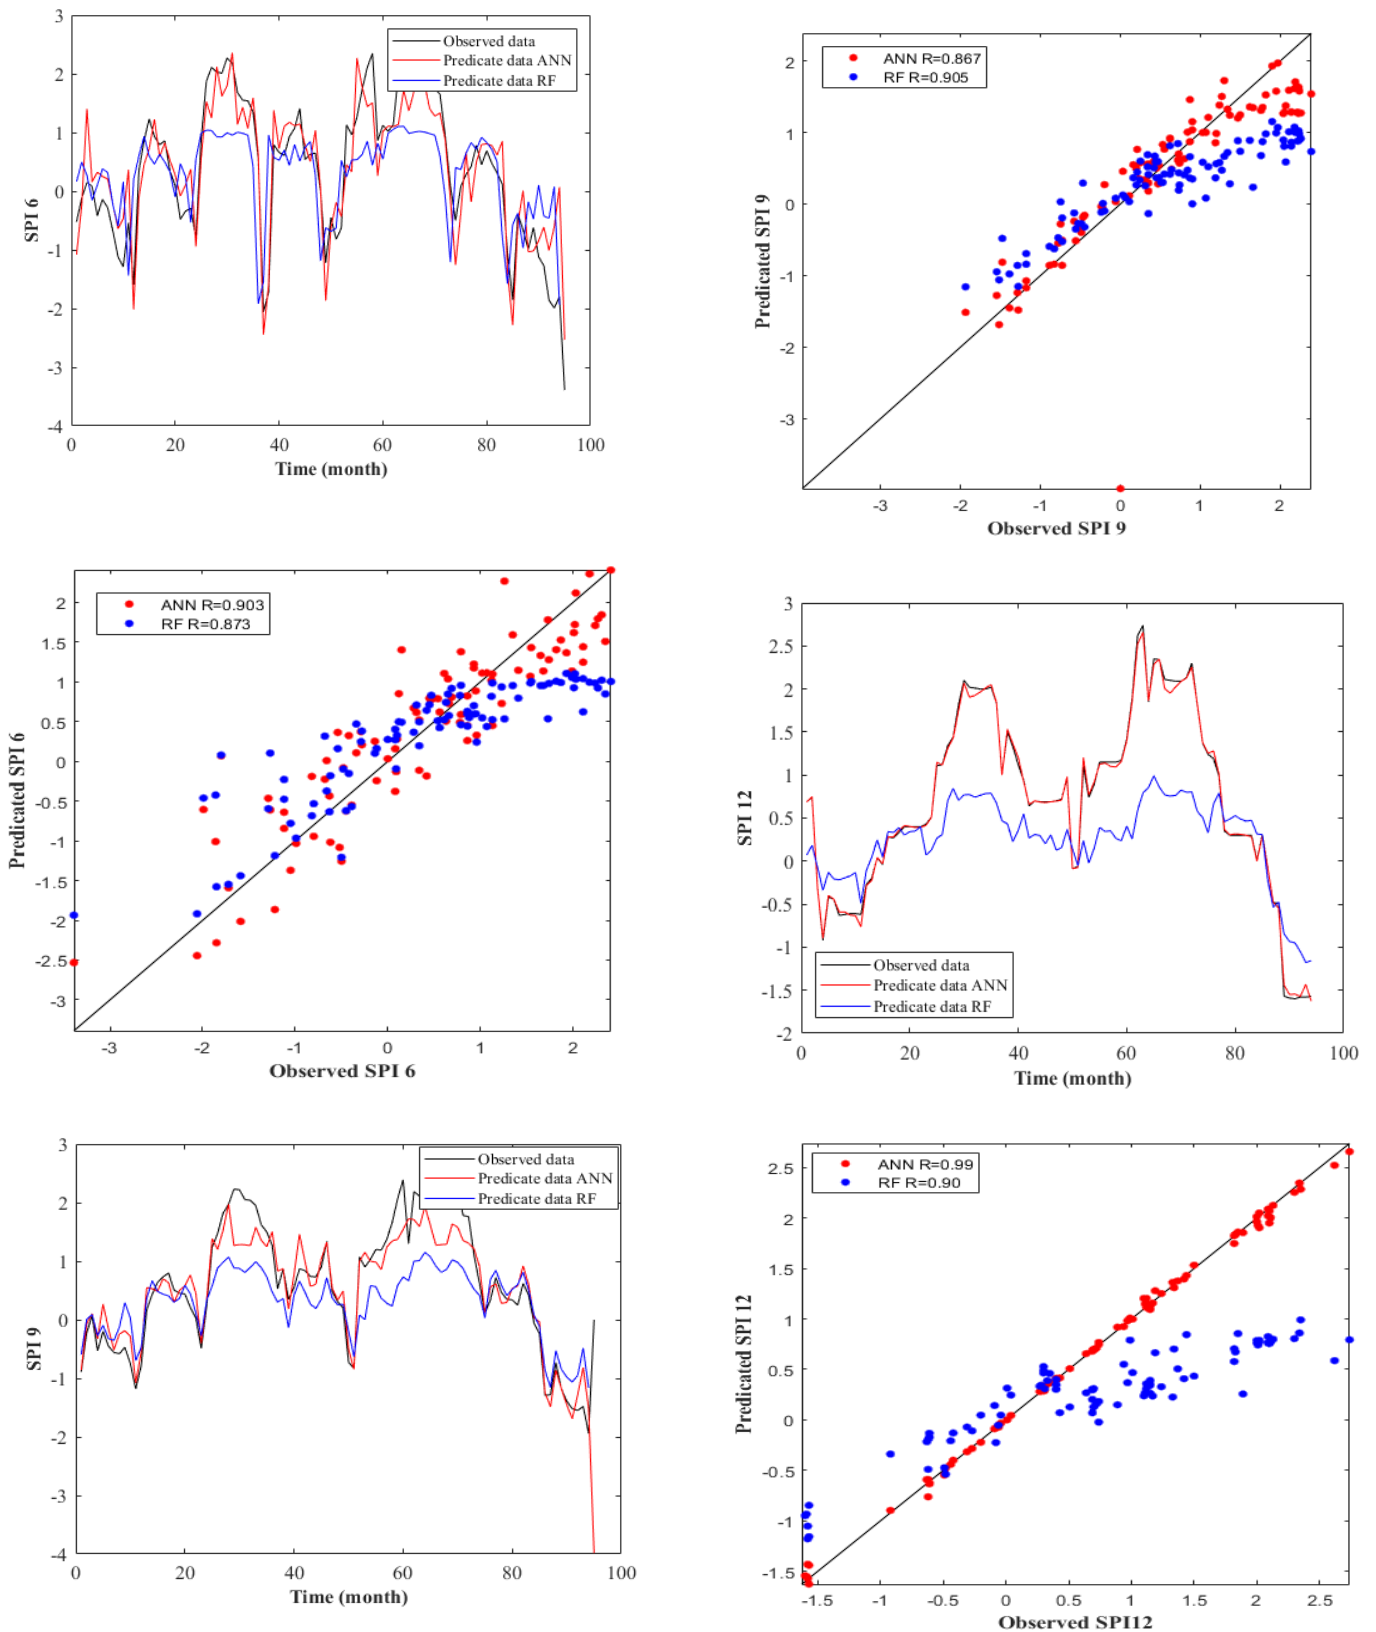 3
2
1
0
-1
-2
-3
-4
0 20 40 60 80 100
SPI 6
Time (month)
Observed data
Predicate data ANN
Predicate data RF
2
1
0
-1
-2
-3
-3 -2 -1 0 1 2
Predicated SPI 9
Observed SPI 9
ANN R=0.867
RF R=0.905
2
1.5
1
0.5
0
-0.5
-1
-1.5
-2
-2.5
-3
-3 -2 -1 0 1 2
Predicated SPI 6
Observed SPI 6
ANN R=0.903
RF R=0.873
3
2.5
2
1.5
1
0.5
0
-0.5
-1
-1.5
-2
0 20 40 60 80 100
SPI 12
Time (month)
Observed data
Predicate data ANN
Predicate data RF
3
2
1
0
-1
-2
-3
-4
0 20 40 60 80 100
SPI 9
Time (month)
Observed data
Predicate data ANN
Predicate data RF
2.5
2
1.5
1
0.5
0
-0.5
-1
-1.5
-1.5 -1 -0.5 0 0.5 1 1.5 2 2.5
Predicated SPI 12
Observed SPI12
ANN R=0.99
RF R=0.90